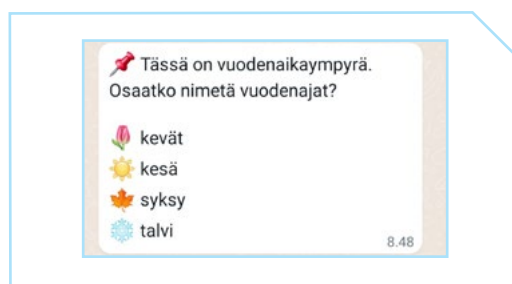 📌 Tässä on vuodenaikaympyrä.
Osaatko nimetä vuodenajat?
🌷 kevät
☀️ kesä
🍁 syksy
❄️ talvi
8.48